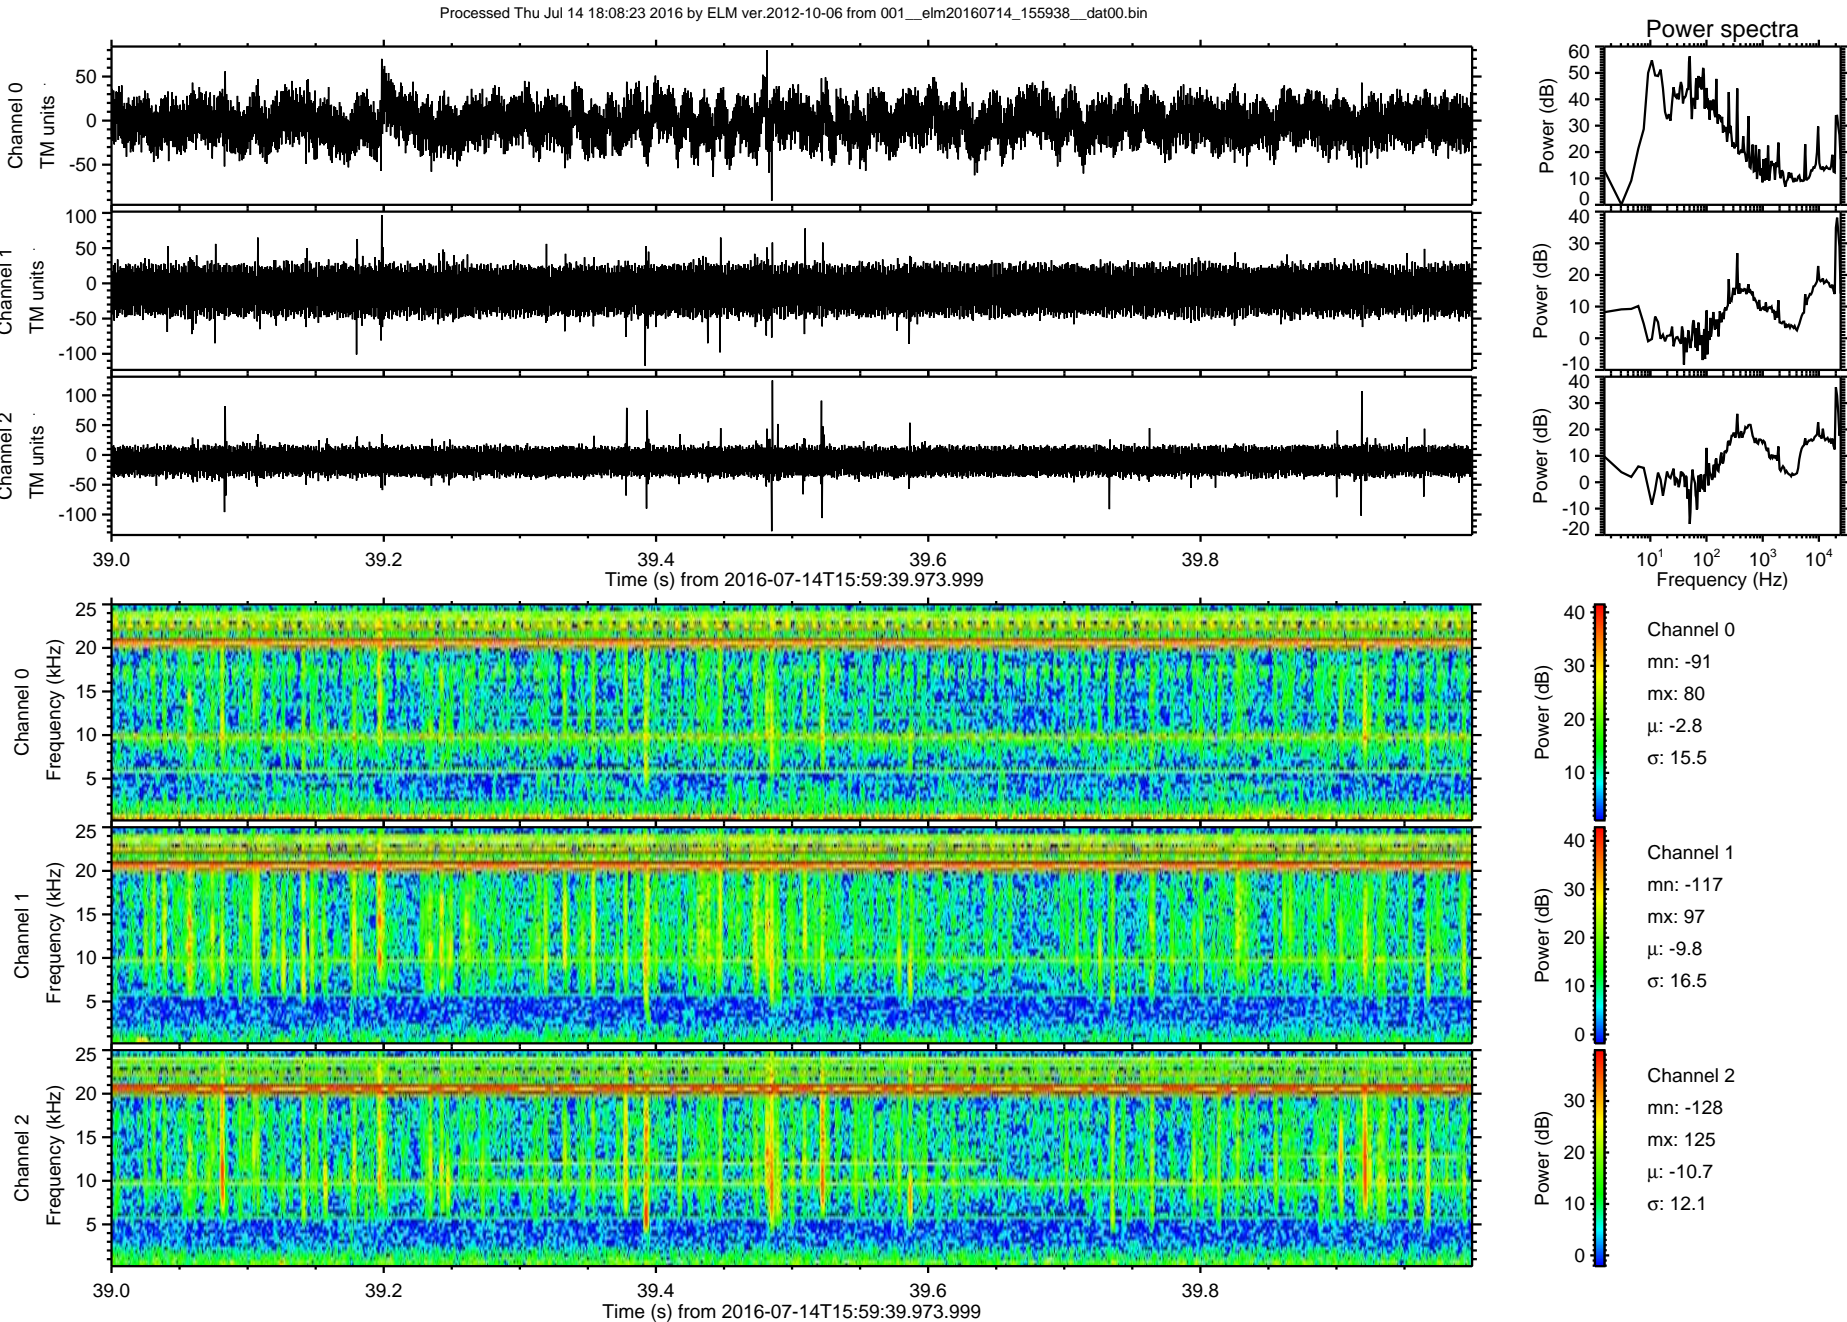 Processed Thu Jul 14 18:08:23 2016 by ELM ver.2012-10-06 from 001__elm20160714_155938__dat00.bin
Power spectra
Channel 0
TM units
50
0
-50
Power (dB)
60
50
40
30
20
10
0
Channel 1
TM units
100
50
0
-50
-100
Power (dB)
40
30
20
10
0
-10
Channel 2
TM units
100
50
0
-50
-100
Power (dB)
40
30
20
10
0
-10
-20
39.0 39.2 39.4 39.6 39.8
Time (s) from 2016-07-14T15:59:39.973.999
10^1 10^2 10^3 10^4
Frequency (Hz)
Channel 0
Frequency (kHz)
25
20
15
10
5
Power (dB)
40
30
20
10
Channel 0
mn: -91
mx: 80
μ: -2.8
σ: 15.5
Channel 1
Frequency (kHz)
25
20
15
10
5
Power (dB)
40
30
20
10
0
Channel 1
mn: -117
mx: 97
μ: -9.8
σ: 16.5
Channel 2
Frequency (kHz)
25
20
15
10
5
Power (dB)
30
20
10
0
Channel 2
mn: -128
mx: 125
μ: -10.7
σ: 12.1
39.0 39.2 39.4 39.6 39.8
Time (s) from 2016-07-14T15:59:39.973.999